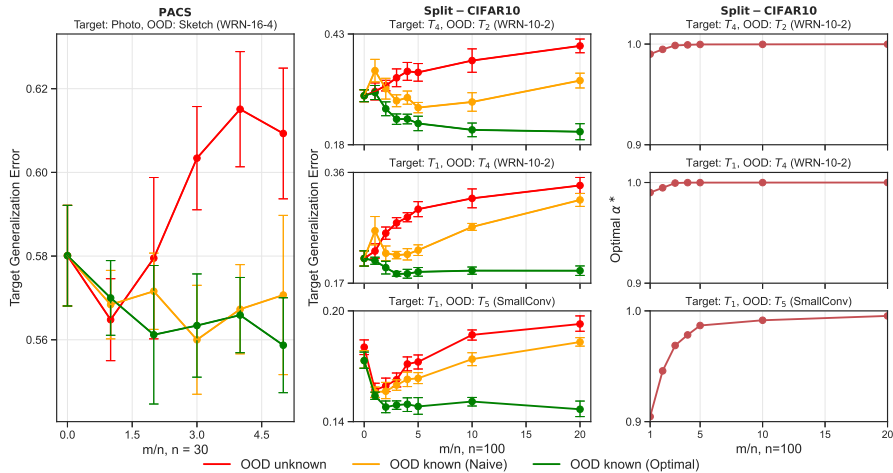 PACS
Target: Photo, OOD: Sketch (WRN-16-4)
Target Generalization Error
0.62
0.60
0.58
0.56
0.0
1.5
3.0
4.5
m/n, n = 30
Split − CIFAR10
Target: T4, OOD: T2 (WRN-10-2)
0.43
0.18
Target: T1, OOD: T4 (WRN-10-2)
Target Generalization Error
0.36
0.17
Target: T1, OOD: T5 (SmallConv)
0.20
0.14
0
5
10
20
m/n, n=100
Split − CIFAR10
Target: T4, OOD: T2 (WRN-10-2)
1.0
0.9
Target: T1, OOD: T4 (WRN-10-2)
Optimal α*
1.0
0.9
Target: T1, OOD: T5 (SmallConv)
1.0
0.9
1
5
10
20
m/n, n=100
OOD unknown
OOD known (Naive)
OOD known (Optimal)